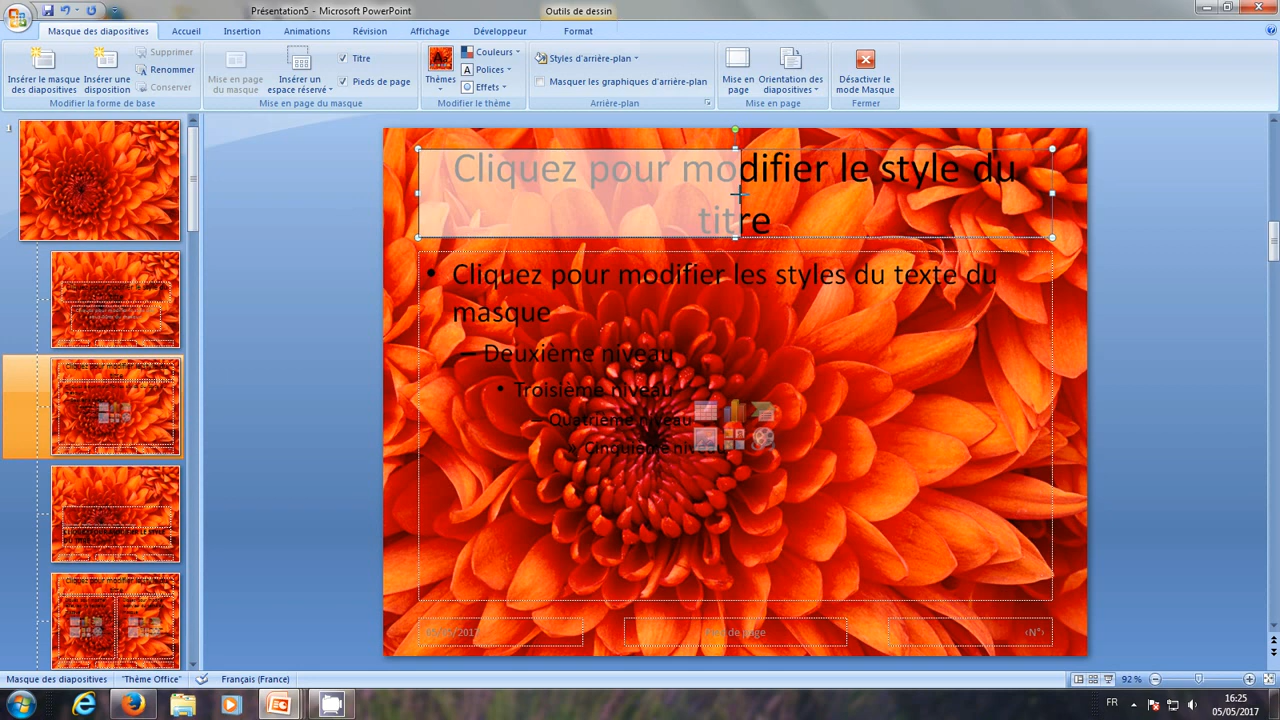 Présentation5 - Microsoft PowerPoint
Outils de dessin
Masque des diapositives
Accueil
Insertion
Animations
Révision
Affichage
Développeur
Format
Insérer le masque des diapositives
Insérer une disposition
Supprimer
Renommer
Conserver
Modifier la forme de base
Mise en page du masque
Insérer un espace réservé
Titre
Pieds de page
Mise en page du masque
Thèmes
Couleurs
Polices
Effets
Modifier le thème
Styles d'arrière-plan
Masquer les graphiques d'arrière-plan
Arrière-plan
Mise en page
Orientation des diapositives
Mise en page
Désactiver le mode Masque
Fermer
1
Cliquez pour modifier le style du
titre
• Cliquez pour modifier les styles du texte du
masque
– Deuxième niveau
• Troisième niveau
– Quatrième niveau
» Cinquième niveau
05/05/2017
Pied de page
‹N°›
Masque des diapositives
"Thème Office"
Français (France)
92 %
FR
16:25
05/05/2017